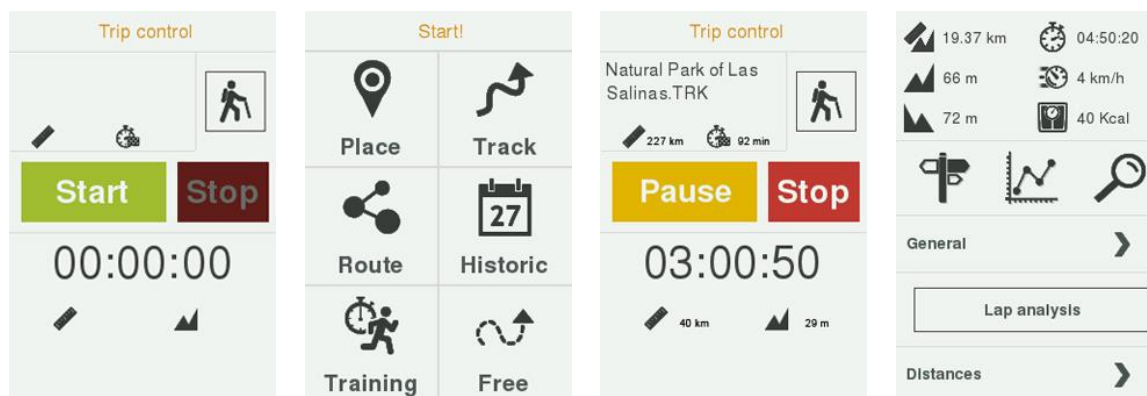 Trip control
Start
Stop
00:00:00
Start!
Place
Track
Route
27
Historic
Training
Free
Trip control
Natural Park of Las
Salinas.TRK
227 km
92 min
Pause
Stop
03:00:50
40 km
29 m
19.37 km
04:50:20
66 m
4 km/h
72 m
40 Kcal
General
Lap analysis
Distances